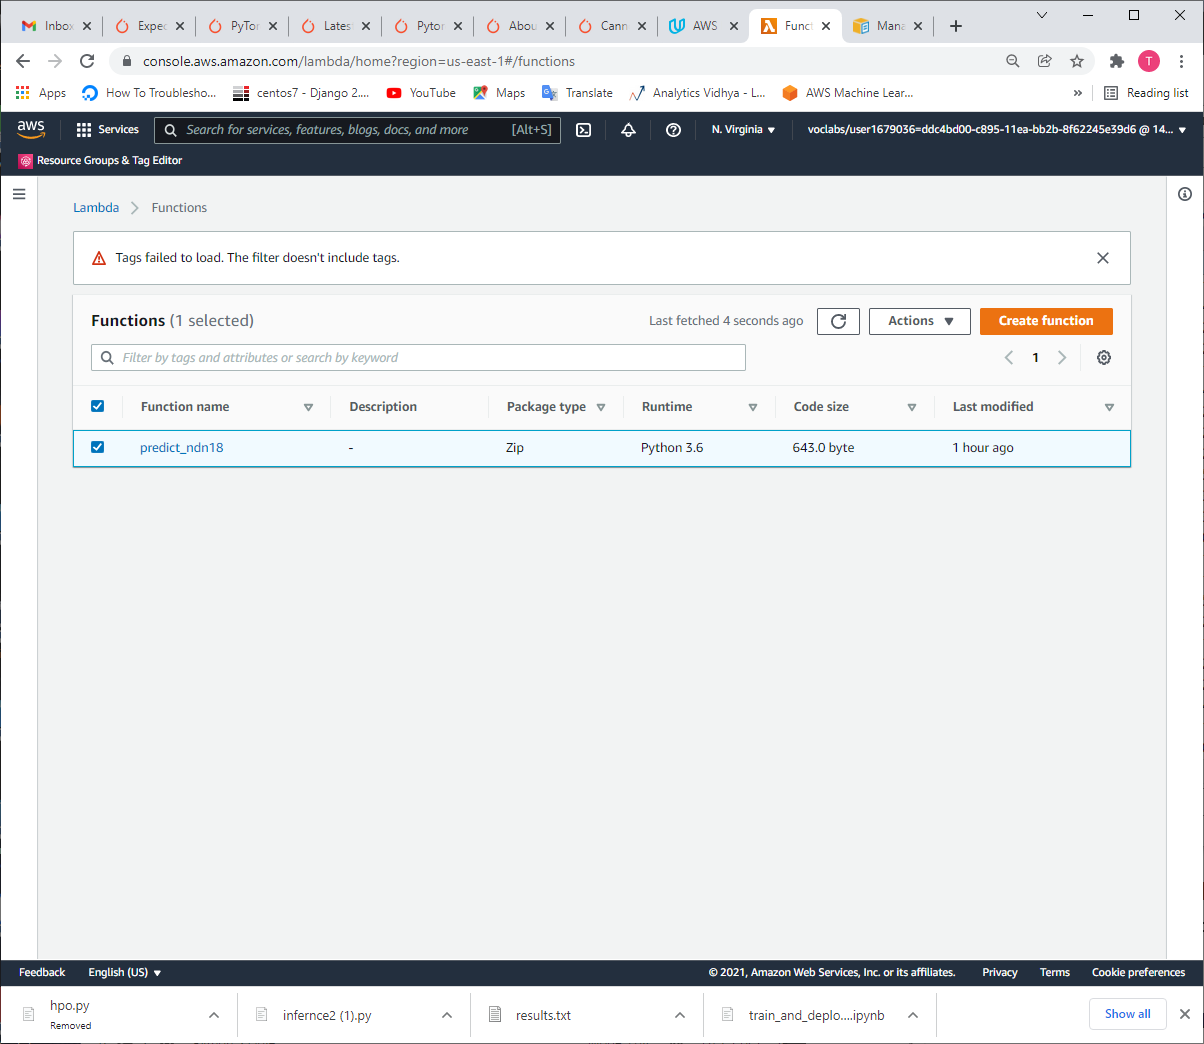 Inbox
Expec
PyTor
Lates
Pytor
Abou
Cann
AWS
Func
Mana
console.aws.amazon.com/lambda/home?region=us-east-1#/functions
T
Apps
How To Troublesho...
centos7 - Django 2....
YouTube
Maps
Translate
Analytics Vidhya - L...
AWS Machine Lear...
»
Reading list
aws
Services
Search for services, features, blogs, docs, and more
[Alt+S]
N. Virginia
voclabs/user1679036=ddc4bd00-c895-11ea-bb2b-8f62245e39d6 @ 14...
Resource Groups & Tag Editor
Lambda
Functions
Tags failed to load. The filter doesn't include tags.
Functions (1 selected)
Last fetched 4 seconds ago
Actions
Create function
Filter by tags and attributes or search by keyword
1
Function name
Description
Package type
Runtime
Code size
Last modified
predict_ndn18
-
Zip
Python 3.6
643.0 byte
1 hour ago
Feedback
English (US)
© 2021, Amazon Web Services, Inc. or its affiliates.
Privacy
Terms
Cookie preferences
hpo.py
Removed
infernce2 (1).py
results.txt
train_and_deplo....ipynb
Show all